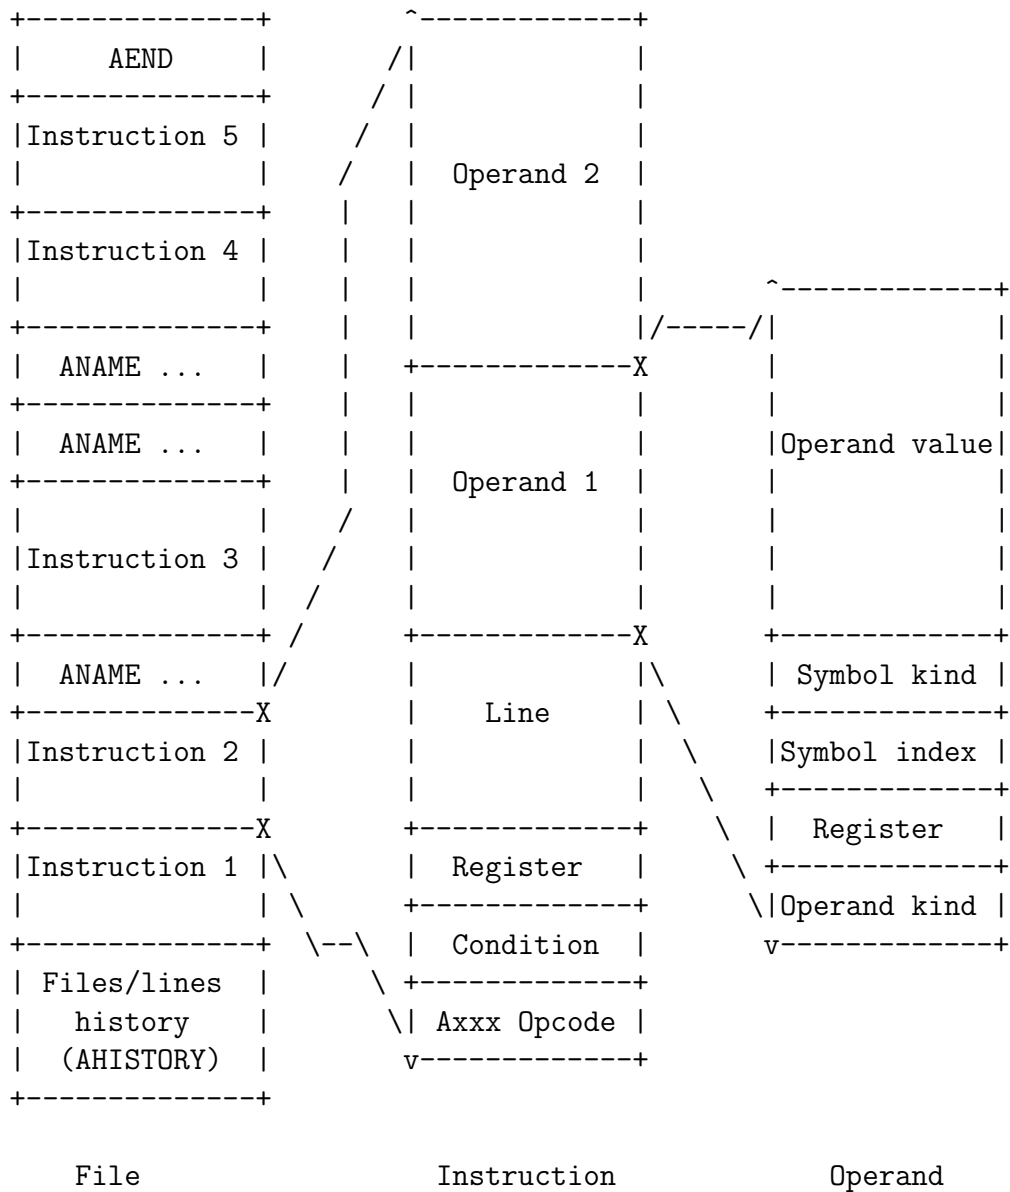 +--------------+        ^-------------+
|     AEND     |       /|             |
+--------------+      / |             |
|Instruction 5 |     /  |             |
|              |    /   |  Operand 2  |
+--------------+    |   |             |
|Instruction 4 |    |   |             |
|              |    |   |             |       ^-------------+
+--------------+    |   |             |/-----/|             |
|  ANAME ...   |    |   +-------------X       |             |
+--------------+    |   |             |       |             |
|  ANAME ...   |    |   |             |       |Operand value|
+--------------+    |   |  Operand 1  |       |             |
|              |    /   |             |       |             |
|Instruction 3 |   /    |             |       |             |
|              |  /     |             |       |             |
+--------------+ /      +-------------X       +-------------+
|  ANAME ...   |/       |             |\      | Symbol kind |
+--------------X        |    Line     | \     +-------------+
|Instruction 2 |        |             |  \    |Symbol index |
|              |        |             |   \   +-------------+
+--------------X        +-------------+    \  |  Register   |
|Instruction 1 |\       |  Register   |     \ +-------------+
|              | \      +-------------+      \|Operand kind |
+--------------+  \--\  |  Condition  |       v-------------+
| Files/lines  |      \ +-------------+
|   history    |       \| Axxx Opcode |
|  (AHISTORY)  |        v-------------+
+--------------+
File Instruction Operand